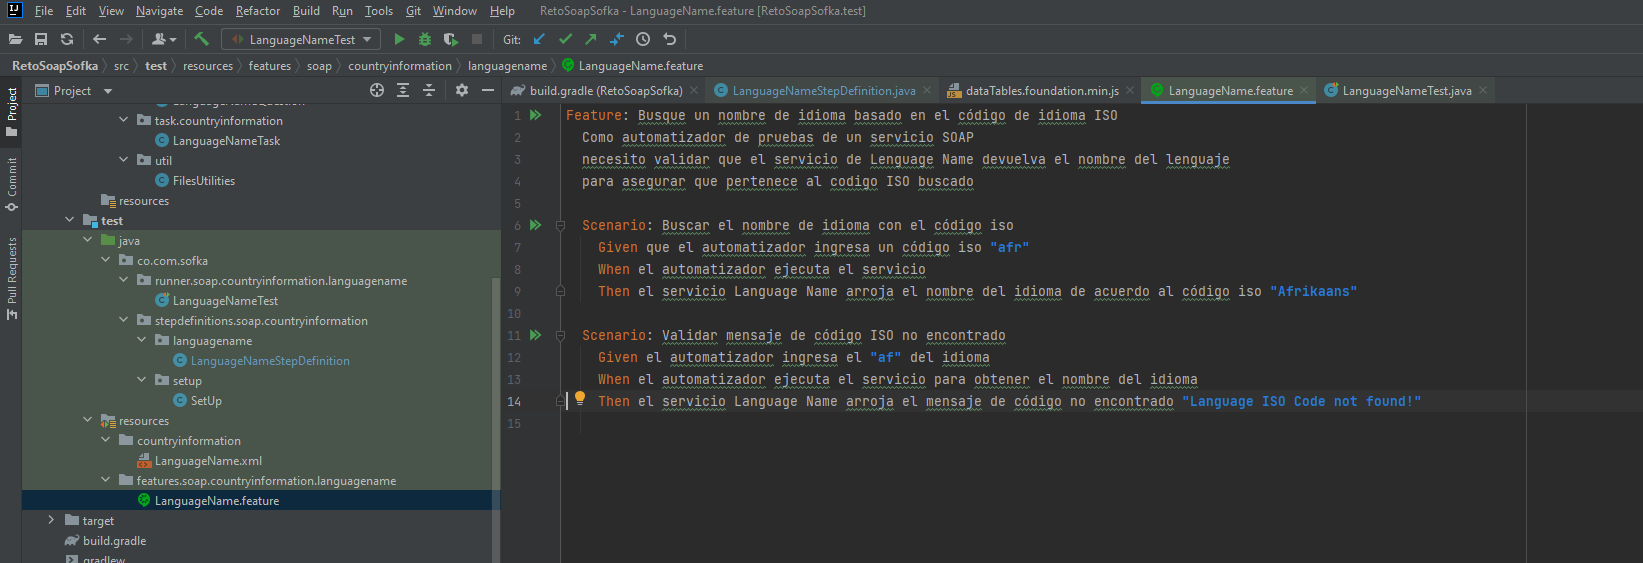 IJ File Edit View Navigate Code Refactor Build Run Tools Git Window Help RetoSoapSofka - LanguageName.feature [RetoSoapSofka.test]
LanguageNameTest Git:
RetoSoapSofka src test resources features soap countryinformation languagename LanguageName.feature
Project
build.gradle (RetoSoapSofka) LanguageNameStepDefinition.java dataTables.foundation.min.js LanguageName.feature LanguageNameTest.java
Project
Commit
Pull Requests
LanguageNameQuestion
task.countryinformation
LanguageNameTask
util
FilesUtilities
resources
test
java
co.com.sofka
runner.soap.countryinformation.languagename
LanguageNameTest
stepdefinitions.soap.countryinformation
languagename
LanguageNameStepDefinition
setup
SetUp
resources
countryinformation
LanguageName.xml
features.soap.countryinformation.languagename
LanguageName.feature
target
build.gradle
gradlew
1 Feature: Busque un nombre de idioma basado en el código de idioma ISO
2 Como automatizador de pruebas de un servicio SOAP
3 necesito validar que el servicio de Lenguage Name devuelva el nombre del lenguaje
4 para asegurar que pertenece al codigo ISO buscado
5
6 Scenario: Buscar el nombre de idioma con el código iso
7 Given que el automatizador ingresa un código iso "afr"
8 When el automatizador ejecuta el servicio
9 Then el servicio Language Name arroja el nombre del idioma de acuerdo al código iso "Afrikaans"
10
11 Scenario: Validar mensaje de código ISO no encontrado
12 Given el automatizador ingresa el "af" del idioma
13 When el automatizador ejecuta el servicio para obtener el nombre del idioma
14 Then el servicio Language Name arroja el mensaje de código no encontrado "Language ISO Code not found!"
15